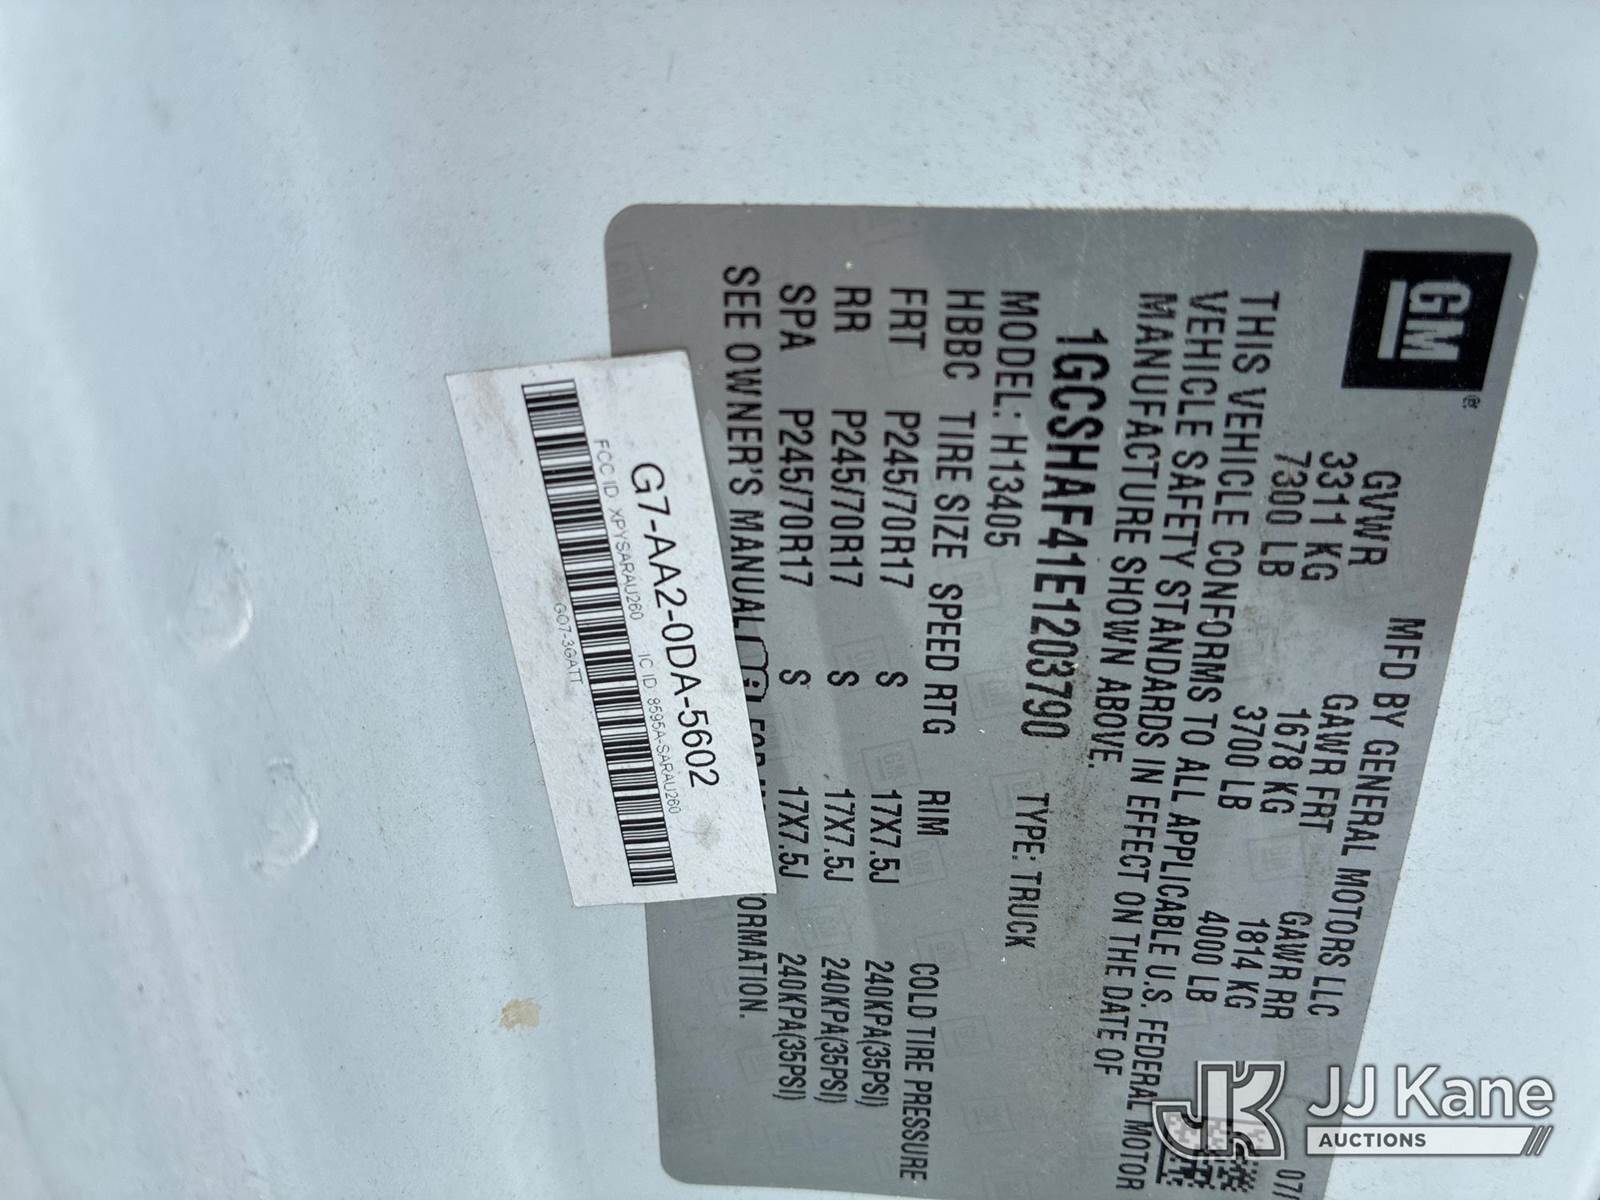 GM®
MFD BY GENERAL MOTORS LLC 07/
GVWR GAWR FRT GAWR RR
3311 KG 1678 KG 1814 KG
7300 LB 3700 LB 4000 LB
THIS VEHICLE CONFORMS TO ALL APPLICABLE U.S. FEDERAL MOTOR
VEHICLE SAFETY STANDARDS IN EFFECT ON THE DATE OF
MANUFACTURE SHOWN ABOVE.
1GCSHAF41E1203790 TYPE: TRUCK
MODEL: H13405
HBBC TIRE SIZE SPEED RTG RIM COLD TIRE PRESSURE
FRT P245/70R17 S 17X7.5J 240KPA(35PSI)
RR P245/70R17 S 17X7.5J 240KPA(35PSI)
SPA P245/70R17 S 17X7.5J 240KPA(35PSI)
SEE OWNER'S MANUAL FOR ORMATION.
G7-AA2-0DA-5602
FCC ID XPYSARAU260 IC ID 8595A-SARAU260
GQ7-3GATT
JK JJ Kane
AUCTIONS